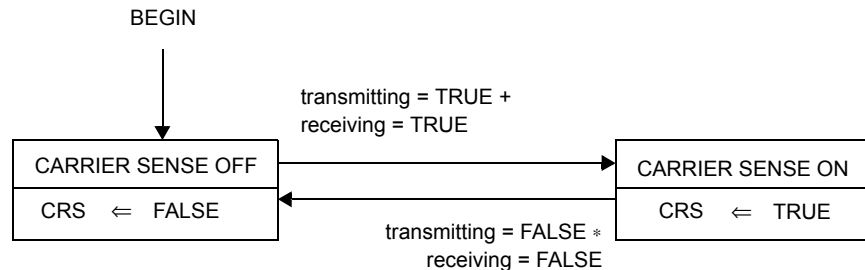 BEGIN
transmitting = TRUE +
receiving = TRUE
CARRIER SENSE OFF
CRS ⇐ FALSE
CARRIER SENSE ON
CRS ⇐ TRUE
transmitting = FALSE *
receiving = FALSE